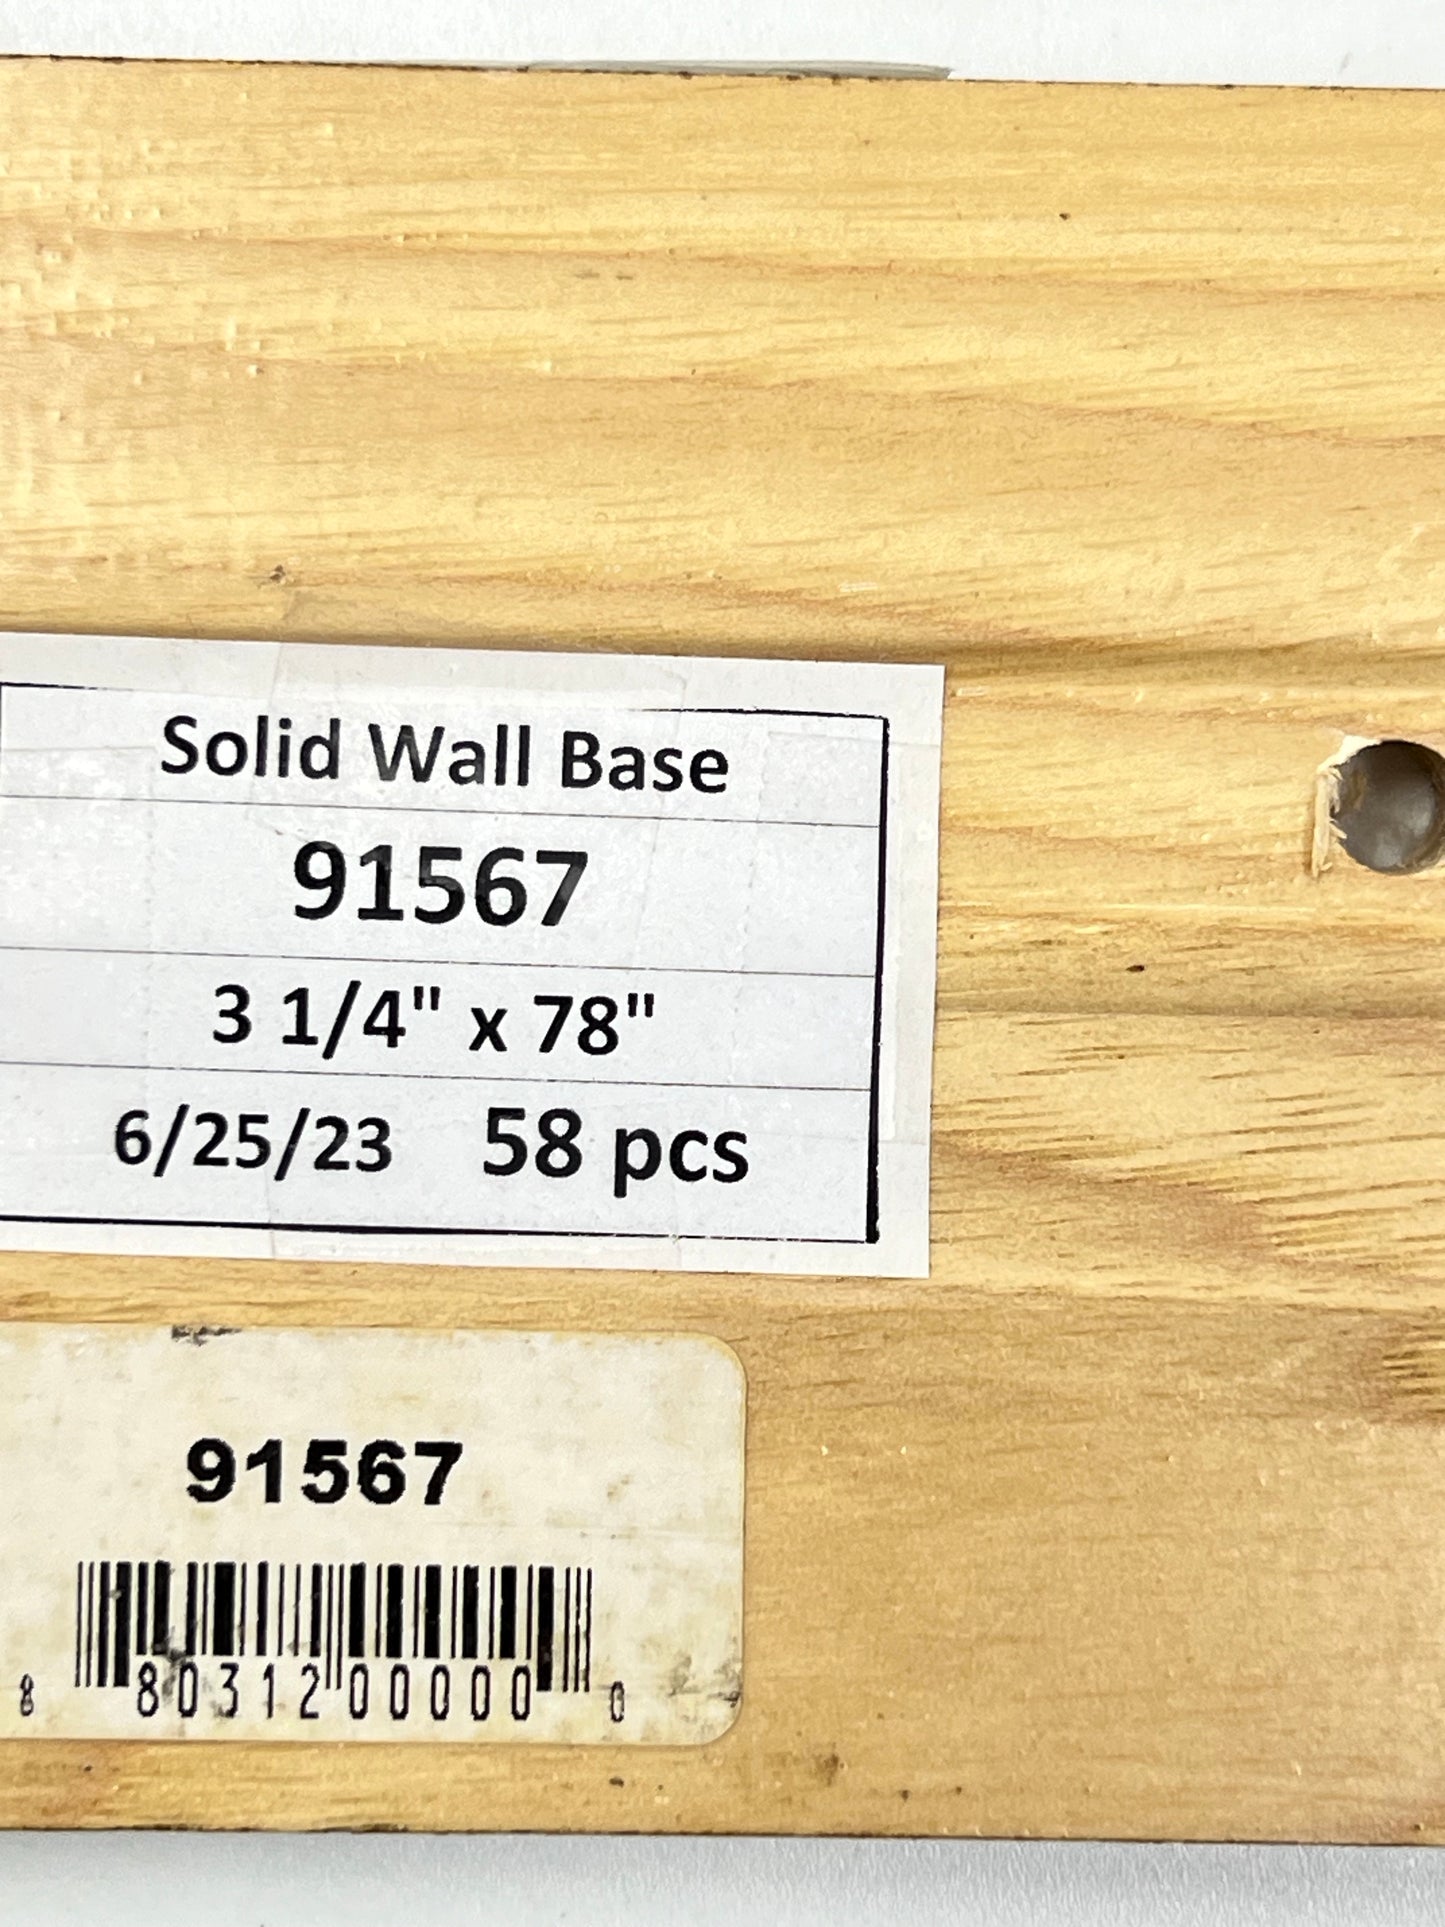 Solid Wall Base
91567
3 1/4" x 78"
6/25/23 58 pcs
91567
8 80312 00000 0